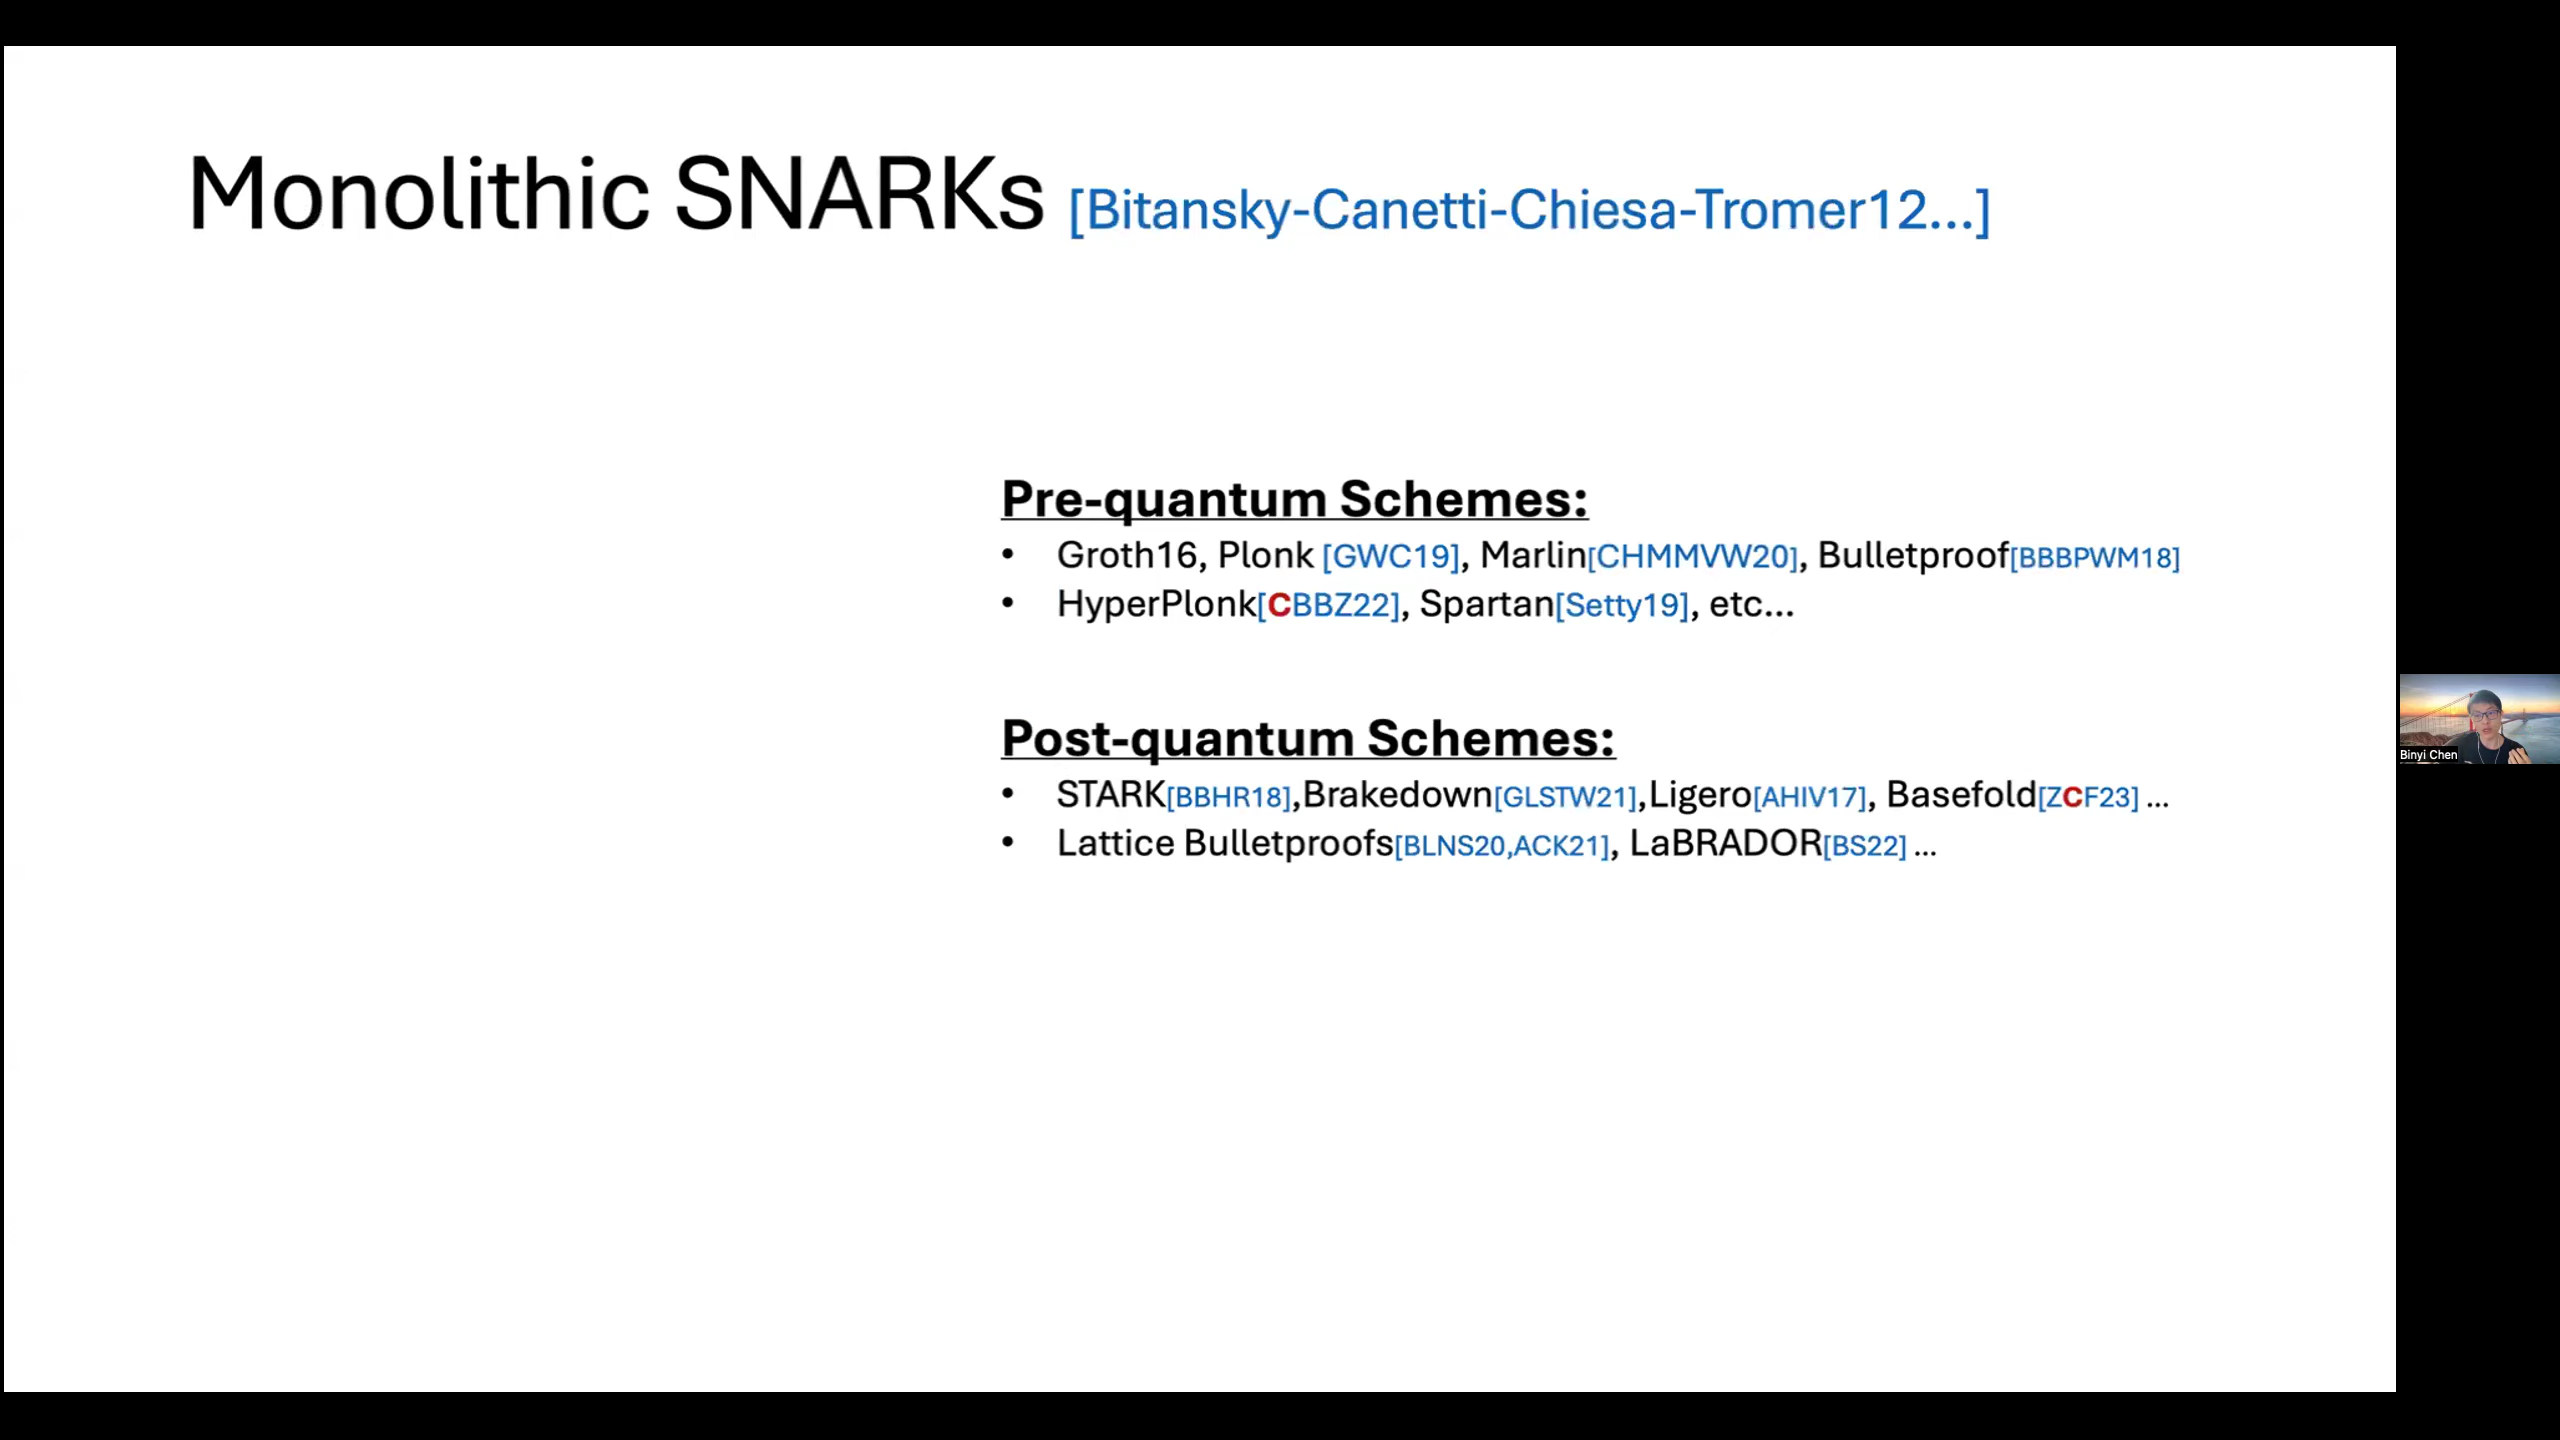 Monolithic SNARKs [Bitansky-Canetti-Chiesa-Tromer12...]
Pre-quantum Schemes:
• Groth16, Plonk [GWC19], Marlin[CHMMVW20], Bulletproof[BBBPWM18]
• HyperPlonk[CBBZ22], Spartan[Setty19], etc...
Post-quantum Schemes:
• STARK[BBHR18],Brakedown[GLSTW21],Ligero[AHIV17], Basefold[ZCF23] ...
• Lattice Bulletproofs[BLNS20,ACK21], LaBRADOR[BS22] ...
Binyi Chen